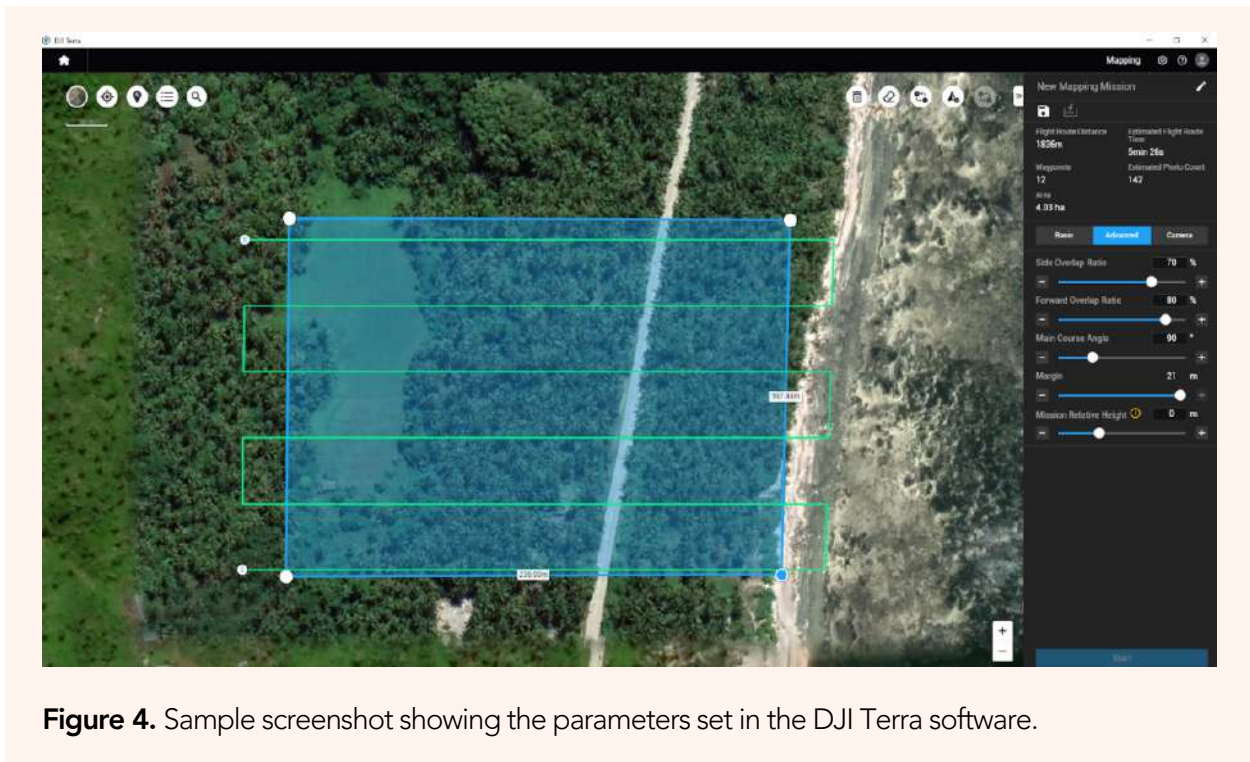 DJI Terra
Mapping
New Mapping Mission
Flight Route Distance
Estimated Flight Route Time
1836m
5min 26s
Waypoints
Estimated Photo Count
12
142
Area
4.03 ha
Basic
Advanced
Camera
Side Overlap Ratio
70 %
Forward Overlap Ratio
80 %
Main Course Angle
90 °
Margin
21 m
Mission Relative Height
0 m
Start
Figure 4. Sample screenshot showing the parameters set in the DJI Terra software.